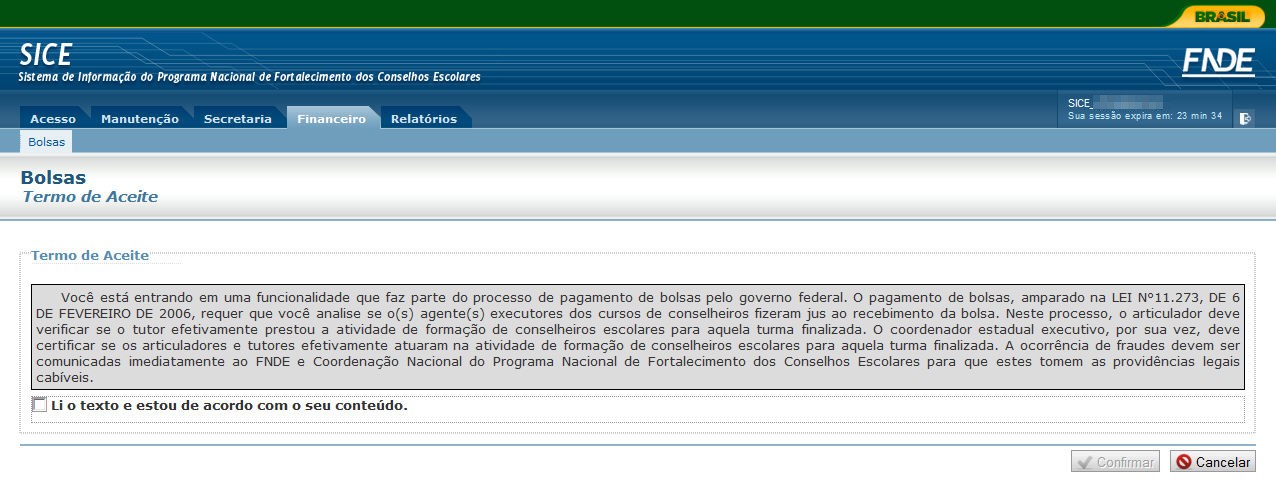 BRASIL
SICE
Sistema de Informação do Programa Nacional de Fortalecimento dos Conselhos Escolares
FNDE
SICE_
Sua sessão expira em: 23 min 34
Acesso Manutenção Secretaria Financeiro Relatórios
Bolsas
Bolsas
Termo de Aceite
Termo de Aceite
Você está entrando em uma funcionalidade que faz parte do processo de pagamento de bolsas pelo governo federal. O pagamento de bolsas, amparado na LEI Nº11.273, DE 6
DE FEVEREIRO DE 2006, requer que você analise se o(s) agente(s) executores dos cursos de conselheiros fizeram jus ao recebimento da bolsa. Neste processo, o articulador deve
verificar se o tutor efetivamente prestou a atividade de formação de conselheiros escolares para aquela turma finalizada. O coordenador estadual executivo, por sua vez, deve
certificar se os articuladores e tutores efetivamente atuaram na atividade de formação de conselheiros escolares para aquela turma finalizada. A ocorrência de fraudes devem ser
comunicadas imediatamente ao FNDE e Coordenação Nacional do Programa Nacional de Fortalecimento dos Conselhos Escolares para que estes tomem as providências legais
cabíveis.
Li o texto e estou de acordo com o seu conteúdo.
Confirmar Cancelar